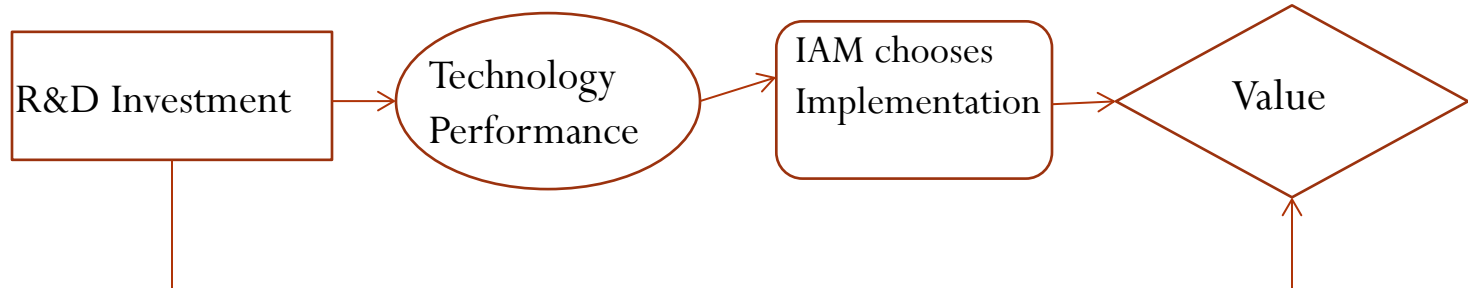 R&D Investment
Technology
Performance
IAM chooses
Implementation
Value